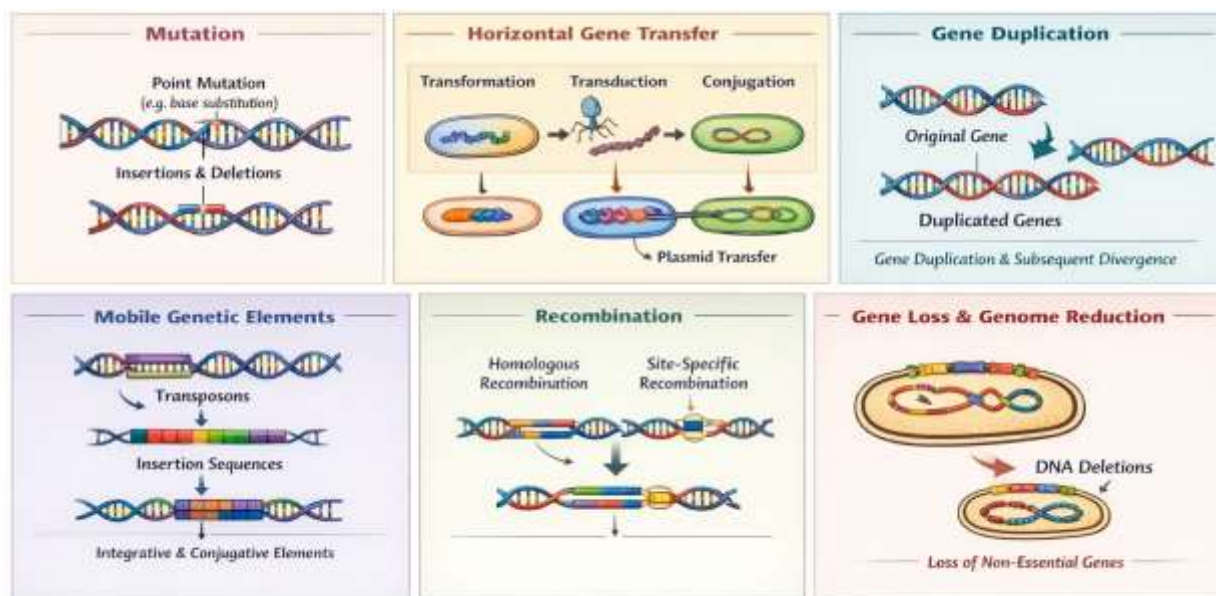 Mutation
Point Mutation
(e.g. base substitution)
Insertions & Deletions
Horizontal Gene Transfer
Transformation
Transduction
Conjugation
Plasmid Transfer
Gene Duplication
Original Gene
Duplicated Genes
Gene Duplication & Subsequent Divergence
Mobile Genetic Elements
Transposons
Insertion Sequences
Integrative & Conjugative Elements
Recombination
Homologous
Recombination
Site-Specific
Recombination
Gene Loss & Genome Reduction
DNA Deletions
Loss of Non-Essential Genes